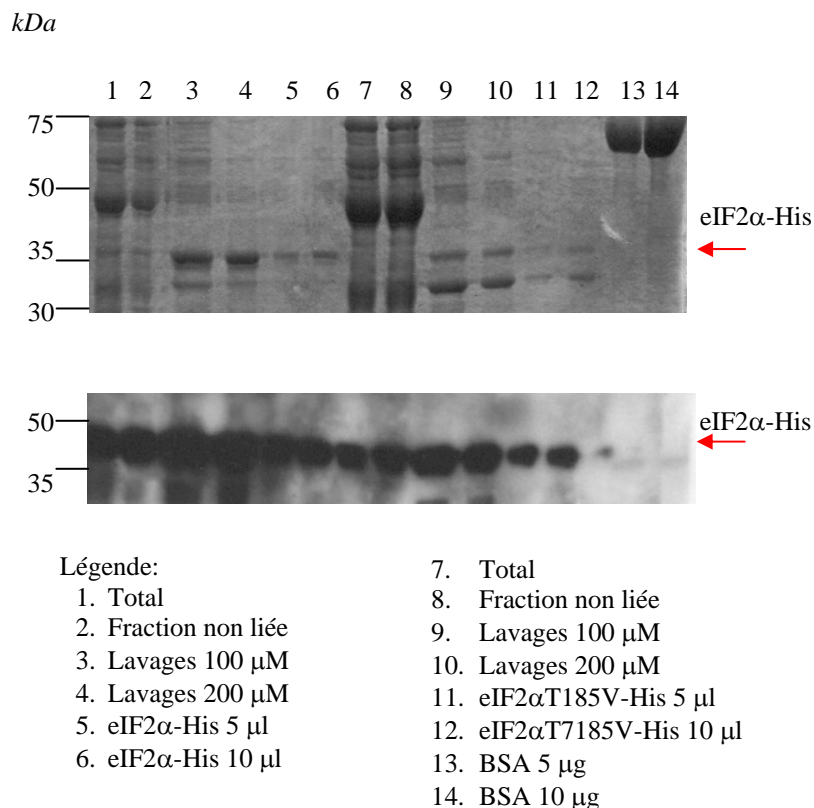 kDa
1 2 3 4 5 6 7 8 9 10 11 12 13 14
75
50
eIF2α-His
35
30
50
eIF2α-His
35
Légende:
1. Total
2. Fraction non liée
3. Lavages 100 μM
4. Lavages 200 μM
5. eIF2α-His 5 μl
6. eIF2α-His 10 μl
7. Total
8. Fraction non liée
9. Lavages 100 μM
10. Lavages 200 μM
11. eIF2αT185V-His 5 μl
12. eIF2αT7185V-His 10 μl
13. BSA 5 μg
14. BSA 10 μg